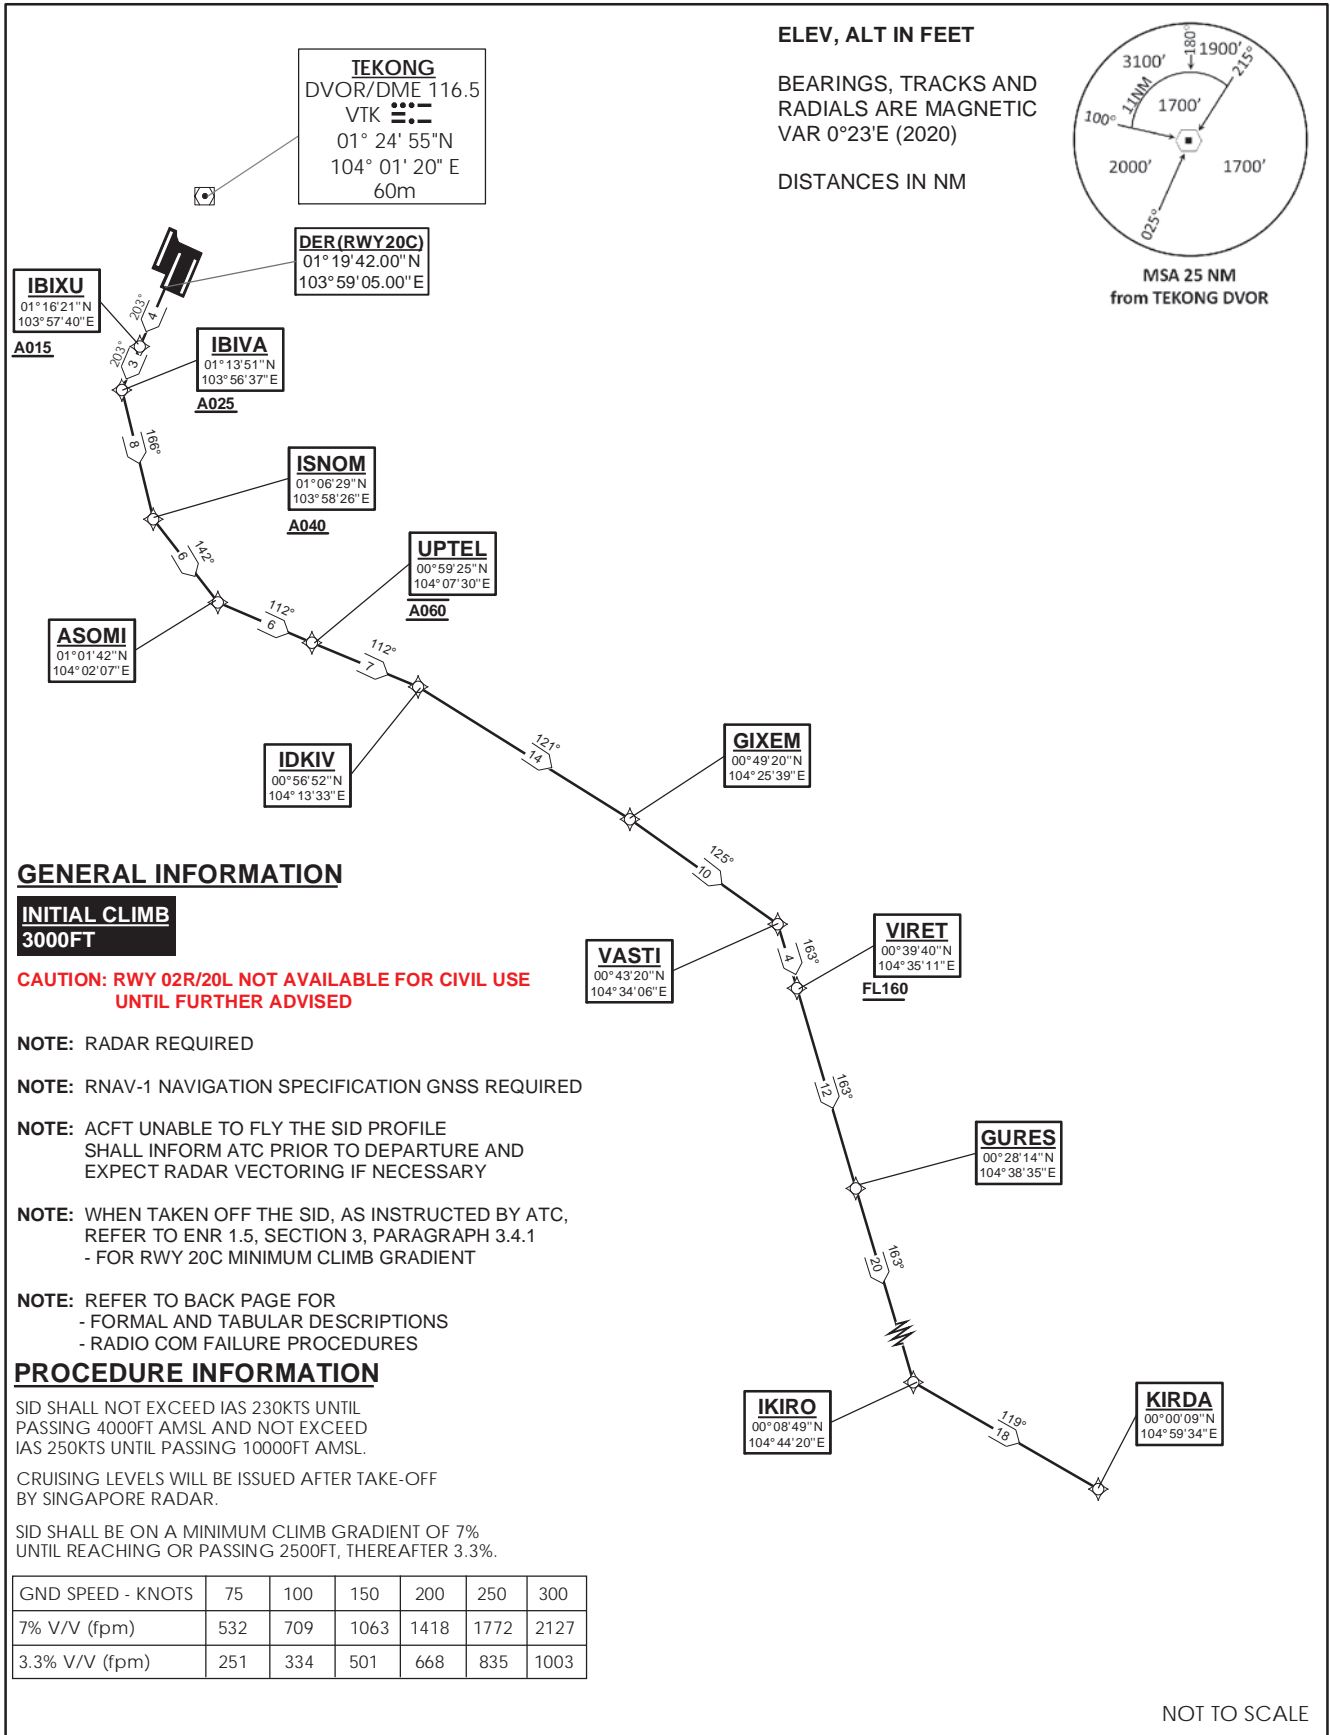 TEKONG
DVOR/DME 116.5
VTK
01° 24' 55"N
104° 01' 20" E
60m
ELEV, ALT IN FEET
BEARINGS, TRACKS AND
RADIALS ARE MAGNETIC
VAR 0°23'E (2020)
DISTANCES IN NM
3100'
180°
1900'
215°
11NM
1700'
100°
2000'
1700'
025°
MSA 25 NM
from TEKONG DVOR
DER(RWY20C)
01°19'42.00"N
103°59'05.00"E
IBIXU
01°16'21"N
103°57'40"E
A015
203°
4
203°
3
IBIVA
01°13'51"N
103°56'37"E
A025
166°
8
ISNOM
01°06'29"N
103°58'26"E
A040
142°
6
UPTEL
00°59'25"N
104°07'30"E
A060
ASOMI
01°01'42"N
104°02'07"E
112°
6
112°
7
IDKIV
00°56'52"N
104°13'33"E
121°
14
GIXEM
00°49'20"N
104°25'39"E
125°
10
VASTI
00°43'20"N
104°34'06"E
163°
4
VIRET
00°39'40"N
104°35'11"E
FL160
163°
12
GURES
00°28'14"N
104°38'35"E
163°
20
IKIRO
00°08'49"N
104°44'20"E
119°
18
KIRDA
00°00'09"N
104°59'34"E
GENERAL INFORMATION
INITIAL CLIMB
3000FT
CAUTION: RWY 02R/20L NOT AVAILABLE FOR CIVIL USE
UNTIL FURTHER ADVISED
NOTE: RADAR REQUIRED
NOTE: RNAV-1 NAVIGATION SPECIFICATION GNSS REQUIRED
NOTE: ACFT UNABLE TO FLY THE SID PROFILE
SHALL INFORM ATC PRIOR TO DEPARTURE AND
EXPECT RADAR VECTORING IF NECESSARY
NOTE: WHEN TAKEN OFF THE SID, AS INSTRUCTED BY ATC,
REFER TO ENR 1.5, SECTION 3, PARAGRAPH 3.4.1
- FOR RWY 20C MINIMUM CLIMB GRADIENT
NOTE: REFER TO BACK PAGE FOR
- FORMAL AND TABULAR DESCRIPTIONS
- RADIO COM FAILURE PROCEDURES
PROCEDURE INFORMATION
SID SHALL NOT EXCEED IAS 230KTS UNTIL
PASSING 4000FT AMSL AND NOT EXCEED
IAS 250KTS UNTIL PASSING 10000FT AMSL.
CRUISING LEVELS WILL BE ISSUED AFTER TAKE-OFF
BY SINGAPORE RADAR.
SID SHALL BE ON A MINIMUM CLIMB GRADIENT OF 7%
UNTIL REACHING OR PASSING 2500FT, THEREAFTER 3.3%.
GND SPEED - KNOTS 75 100 150 200 250 300
7% V/V (fpm) 532 709 1063 1418 1772 2127
3.3% V/V (fpm) 251 334 501 668 835 1003
NOT TO SCALE